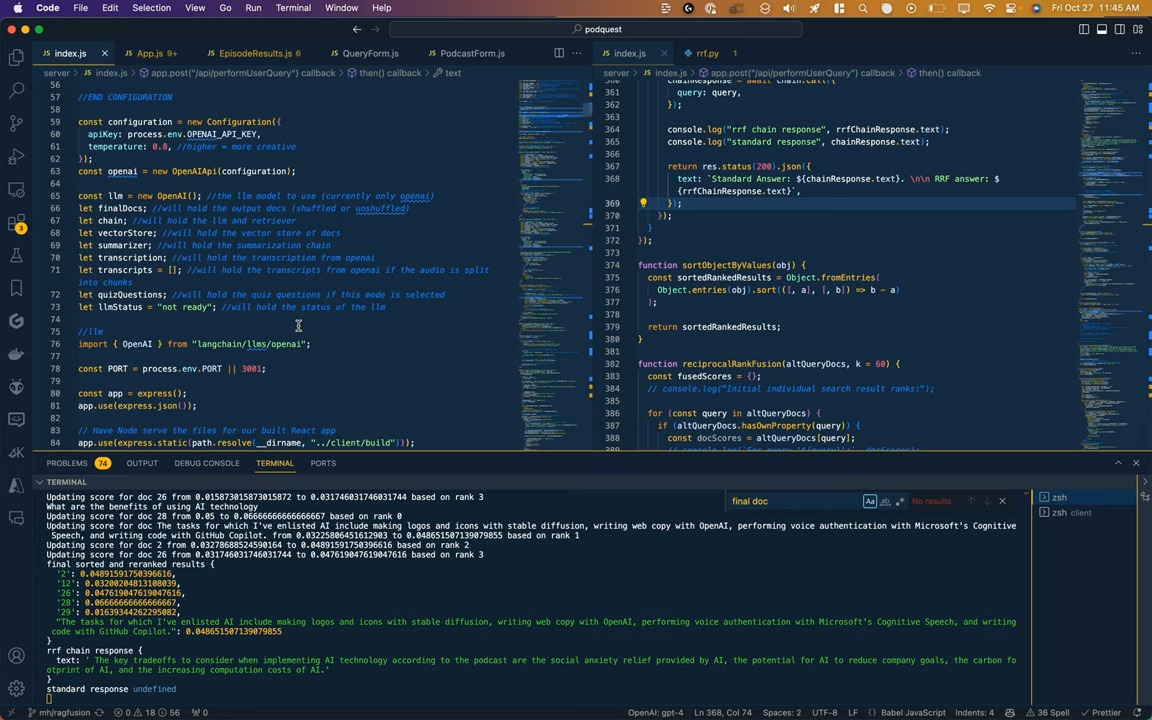 Code File Edit Selection View Go Run Terminal Window Help Fri Oct 27 11:45 AM
podquest
index.js App.js 9+ EpisodeResults.js 6 QueryForm.js PodcastForm.js
server > index.js > app.post("/api/performUserQuery") callback > then() callback > text
56
57 //END CONFIGURATION
58
59 const configuration = new Configuration({
60 apiKey: process.env.OPENAI_API_KEY,
61 temperature: 0.8, //higher = more creative
62 });
63 const openai = new OpenAIApi(configuration);
64
65 const llm = new OpenAI(); //the llm model to use (currently only openai)
66 let finalDocs; //will hold the output docs (shuffled or unshuffled)
67 let chain; //will hold the llm and retriever
68 let vectorStore; //will hold the vector store of docs
69 let summarizer; //will hold the summarization chain
70 let transcription; //will hold the transcription from openai
71 let transcripts = []; //will hold the transcripts from openai if the audio is split
into chunks
72 let quizQuestions; //will hold the quiz questions if this mode is selected
73 let llmStatus = "not ready"; //will hold the status of the llm
74
75 //llm
76 import { OpenAI } from "langchain/llms/openai";
77
78 const PORT = process.env.PORT || 3001;
79
80 const app = express();
81 app.use(express.json());
82
83 // Have Node serve the files for our built React app
84 app.use(express.static(path.resolve(__dirname, "../client/build")));
index.js rrf.py 1
server > index.js > app.post("/api/performUserQuery") callback > then() callback
360 chainResponse = await chain.call({
361 query: query,
362 });
363
364 console.log("rrf chain response", rrfChainResponse.text);
365 console.log("standard response", chainResponse.text);
366
367 return res.status(200).json({
368 text: `Standard Answer: ${chainResponse.text}. \n\n RRF answer: $
{rrfChainResponse.text}`,
369 });
370 });
371 }
372 });
373
374 function sortObjectByValues(obj) {
375 const sortedRankedResults = Object.fromEntries(
376 Object.entries(obj).sort(([, a], [, b]) => b - a)
377 );
378
379 return sortedRankedResults;
380 }
381
382 function reciprocalRankFusion(altQueryDocs, k = 60) {
383 const fusedScores = {};
384 // console.log("Initial individual search result ranks:");
385
386 for (const query in altQueryDocs) {
387 if (altQueryDocs.hasOwnProperty(query)) {
388 const docScores = altQueryDocs[query];
PROBLEMS 74 OUTPUT DEBUG CONSOLE TERMINAL PORTS
TERMINAL
final doc Aa ab No results
zsh
zsh client
Updating score for doc 26 from 0.015873015873015872 to 0.031746031746031744 based on rank 3
What are the benefits of using AI technology
Updating score for doc 28 from 0.05 to 0.06666666666666667 based on rank 0
Updating score for doc The tasks for which I've enlisted AI include making logos and icons with stable diffusion, writing web copy with OpenAI, performing voice authentication with Microsoft's Cognitive
Speech, and writing code with GitHub Copilot. from 0.03225806451612903 to 0.048651507139079855 based on rank 1
Updating score for doc 2 from 0.03278688524590164 to 0.04891591750396616 based on rank 2
Updating score for doc 26 from 0.031746031746031744 to 0.047619047619047616 based on rank 3
final sorted and reranked results {
'2': 0.04891591750396616,
'12': 0.03200204813108039,
'26': 0.047619047619047616,
'28': 0.06666666666666667,
'29': 0.01639344262295082,
"The tasks for which I've enlisted AI include making logos and icons with stable diffusion, writing web copy with OpenAI, performing voice authentication with Microsoft's Cognitive Speech, and writing
code with GitHub Copilot.": 0.048651507139079855
}
rrf chain response {
text: ' The key tradeoffs to consider when implementing AI technology according to the podcast are the social anxiety relief provided by AI, the potential for AI to reduce company goals, the carbon fo
otprint of AI, and the increasing computation costs of AI.'
}
standard response undefined
mh/ragfusion 0 18 56 0 OpenAI: gpt-4 Ln 368, Col 74 Spaces: 2 UTF-8 LF {} Babel JavaScript Indents: 4 36 Spell Prettier